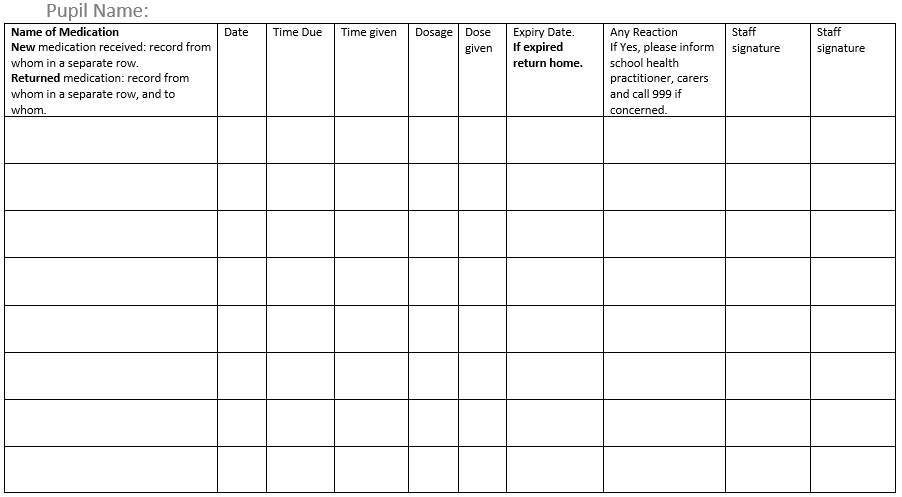 Pupil Name:
Name of Medication
New medication received: record from
whom in a separate row.
Returned medication: record from
whom in a separate row, and to
whom.
Date
Time Due
Time given
Dosage
Dose
given
Expiry Date.
If expired
return home.
Any Reaction
If Yes, please inform
school health
practitioner, carers
and call 999 if
concerned.
Staff
signature
Staff
signature